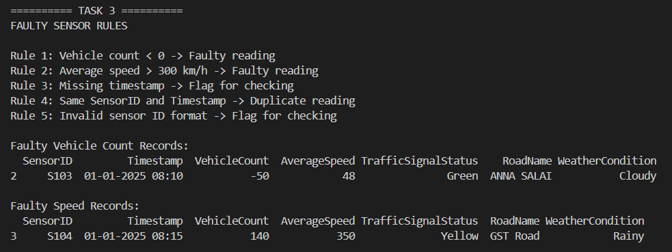 ========== TASK 3 ==========
FAULTY SENSOR RULES
Rule 1: Vehicle count < 0 -> Faulty reading
Rule 2: Average speed > 300 km/h -> Faulty reading
Rule 3: Missing timestamp -> Flag for checking
Rule 4: Same SensorID and Timestamp -> Duplicate reading
Rule 5: Invalid sensor ID format -> Flag for checking
Faulty Vehicle Count Records:
SensorID Timestamp VehicleCount AverageSpeed TrafficSignalStatus RoadName WeatherCondition
2 S103 01-01-2025 08:10 -50 48 Green ANNA SALAI Cloudy
Faulty Speed Records:
SensorID Timestamp VehicleCount AverageSpeed TrafficSignalStatus RoadName WeatherCondition
3 S104 01-01-2025 08:15 140 350 Yellow GST Road Rainy